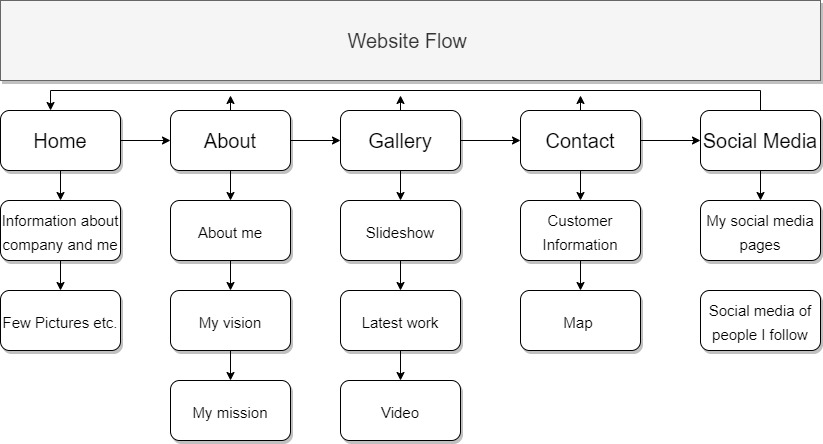 Website Flow
Home
About
Gallery
Contact
Social Media
Information about
company and me
About me
Slideshow
Customer
Information
My social media
pages
Few Pictures etc.
My vision
Latest work
Map
Social media of
people I follow
My mission
Video